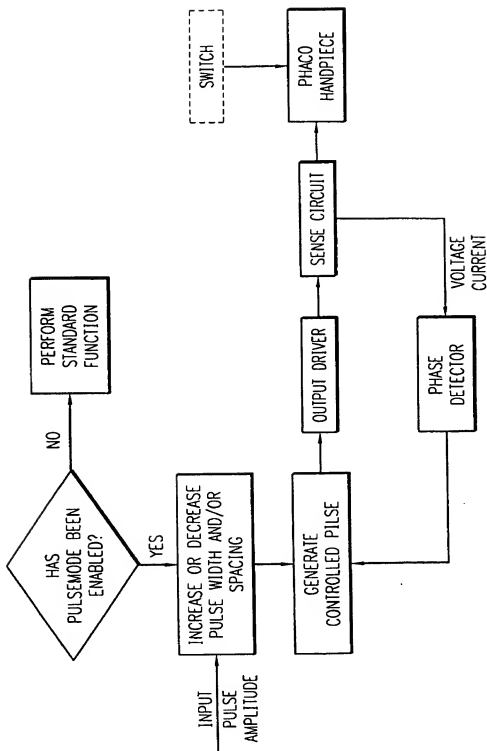 HAS
PULSEMODE BEEN
ENABLED?
NO
PERFORM
STANDARD
FUNCTION
YES
INPUT
PULSE
AMPLITUDE
INCREASE OR DECREASE
PULSE WIDTH AND/OR
SPACING
GENERATE
CONTROLLED PILSE
OUTPUT DRIVER
SENSE CIRCUIT
PHACO
HANDPIECE
SWITCH
VOLTAGE
CURRENT
PHASE
DETECTOR